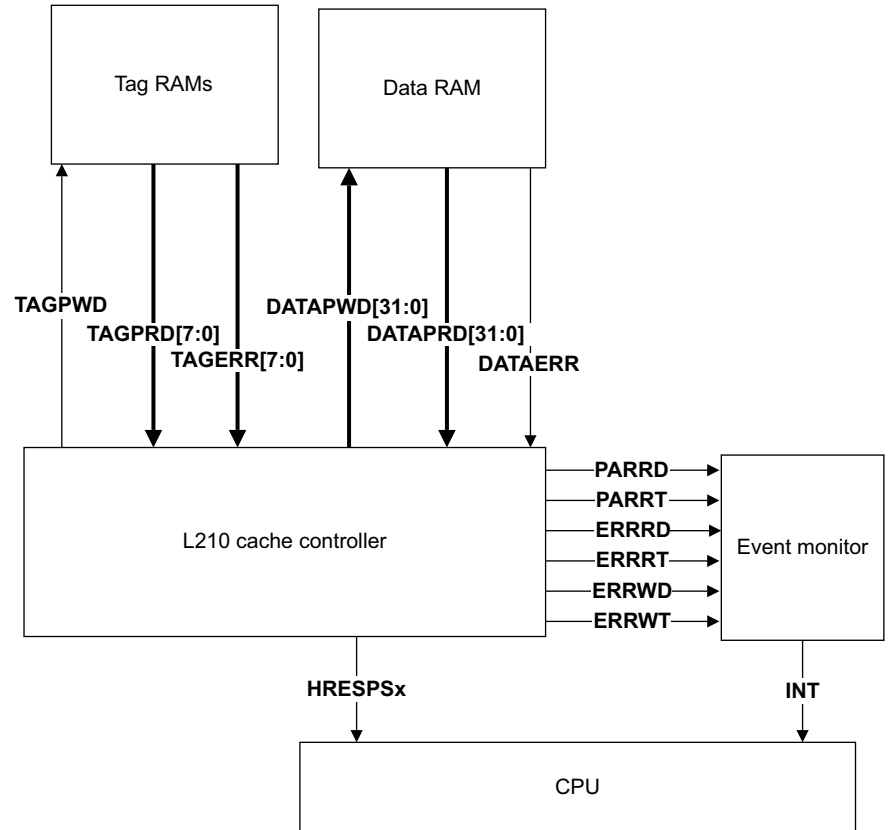 Tag RAMs
Data RAM
TAGPWD
DATAPWD[31:0]
TAGPRD[7:0]
DATAPRD[31:0]
TAGERR[7:0]
DATAERR
PARRD
PARRT
ERRRD
L210 cache controller
Event monitor
ERRRT
ERRWD
ERRWT
HRESPSx
INT
CPU